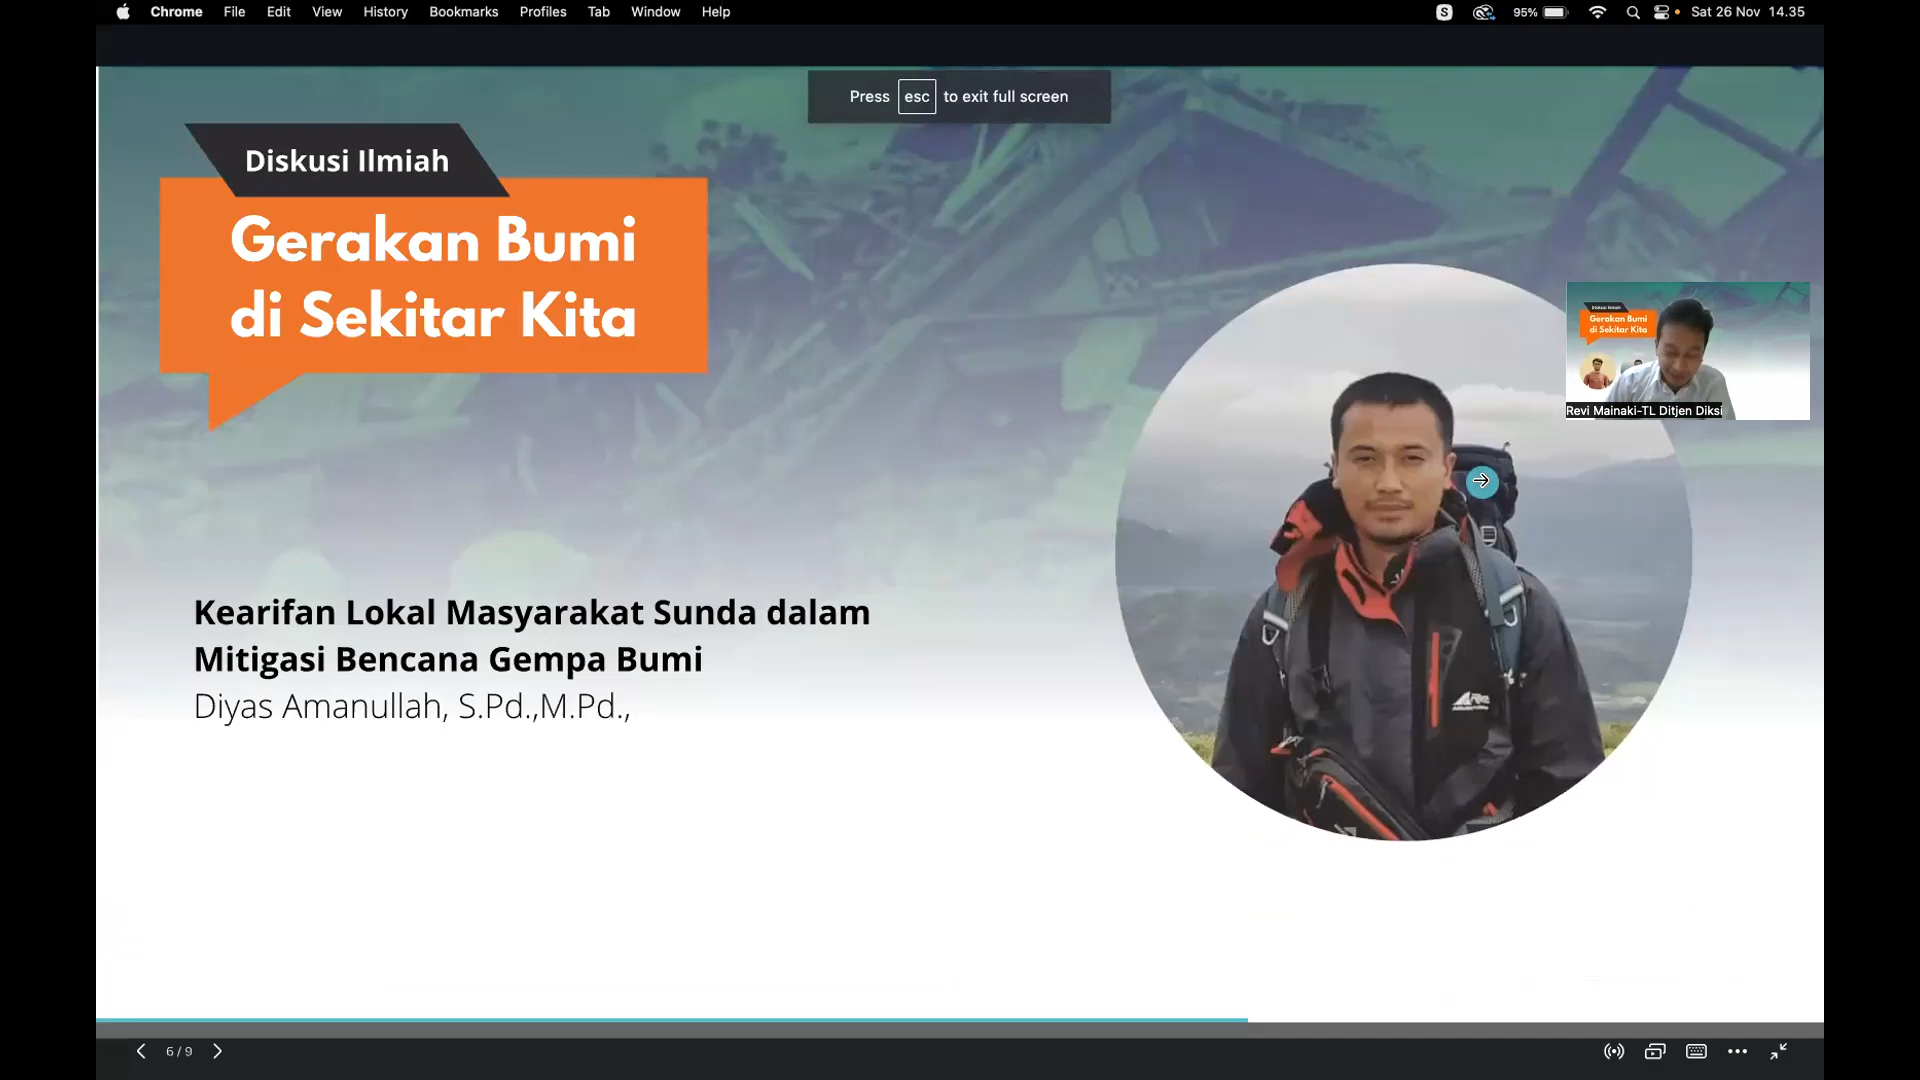 Chrome File Edit View History Bookmarks Profiles Tab Window Help
S 95% Sat 26 Nov 14.35
Press esc to exit full screen
Diskusi Ilmiah
Gerakan Bumi
di Sekitar Kita
Diskusi Ilmiah
Gerakan Bumi
di Sekitar Kita
Revi Mainaki-TL Ditjen Diksi
Kearifan Lokal Masyarakat Sunda dalam
Mitigasi Bencana Gempa Bumi
Diyas Amanullah, S.Pd.,M.Pd.,
6 / 9